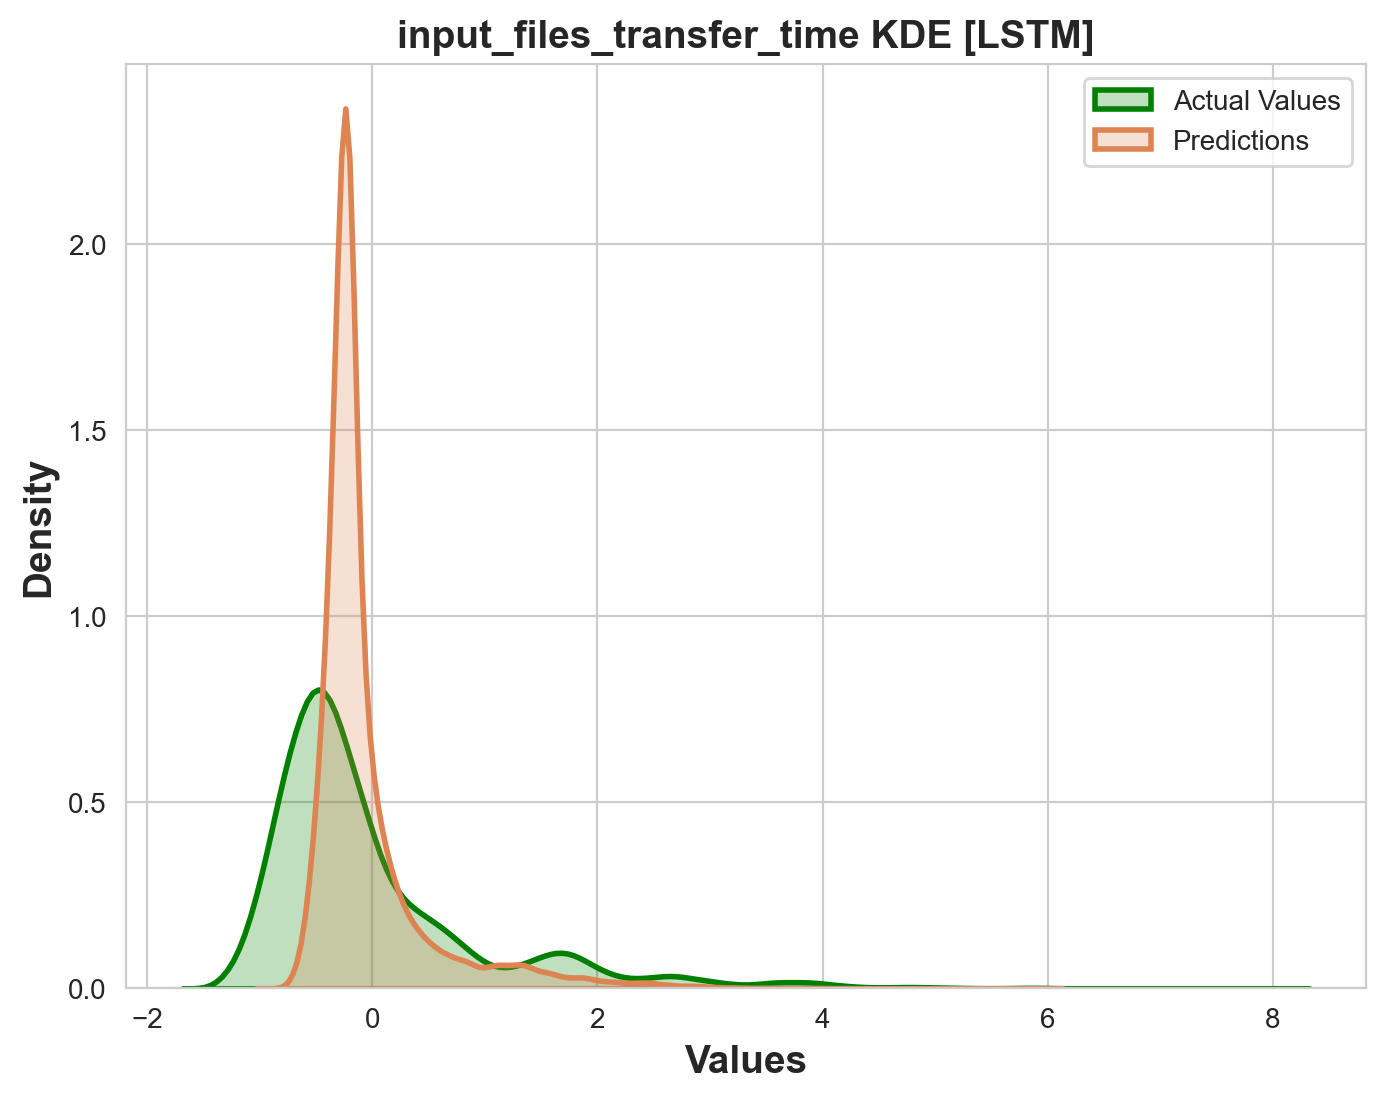 input_files_transfer_time KDE [LSTM]
Actual Values
Predictions
Density
2.0
1.5
1.0
0.5
0.0
−2 0 2 4 6 8
Values